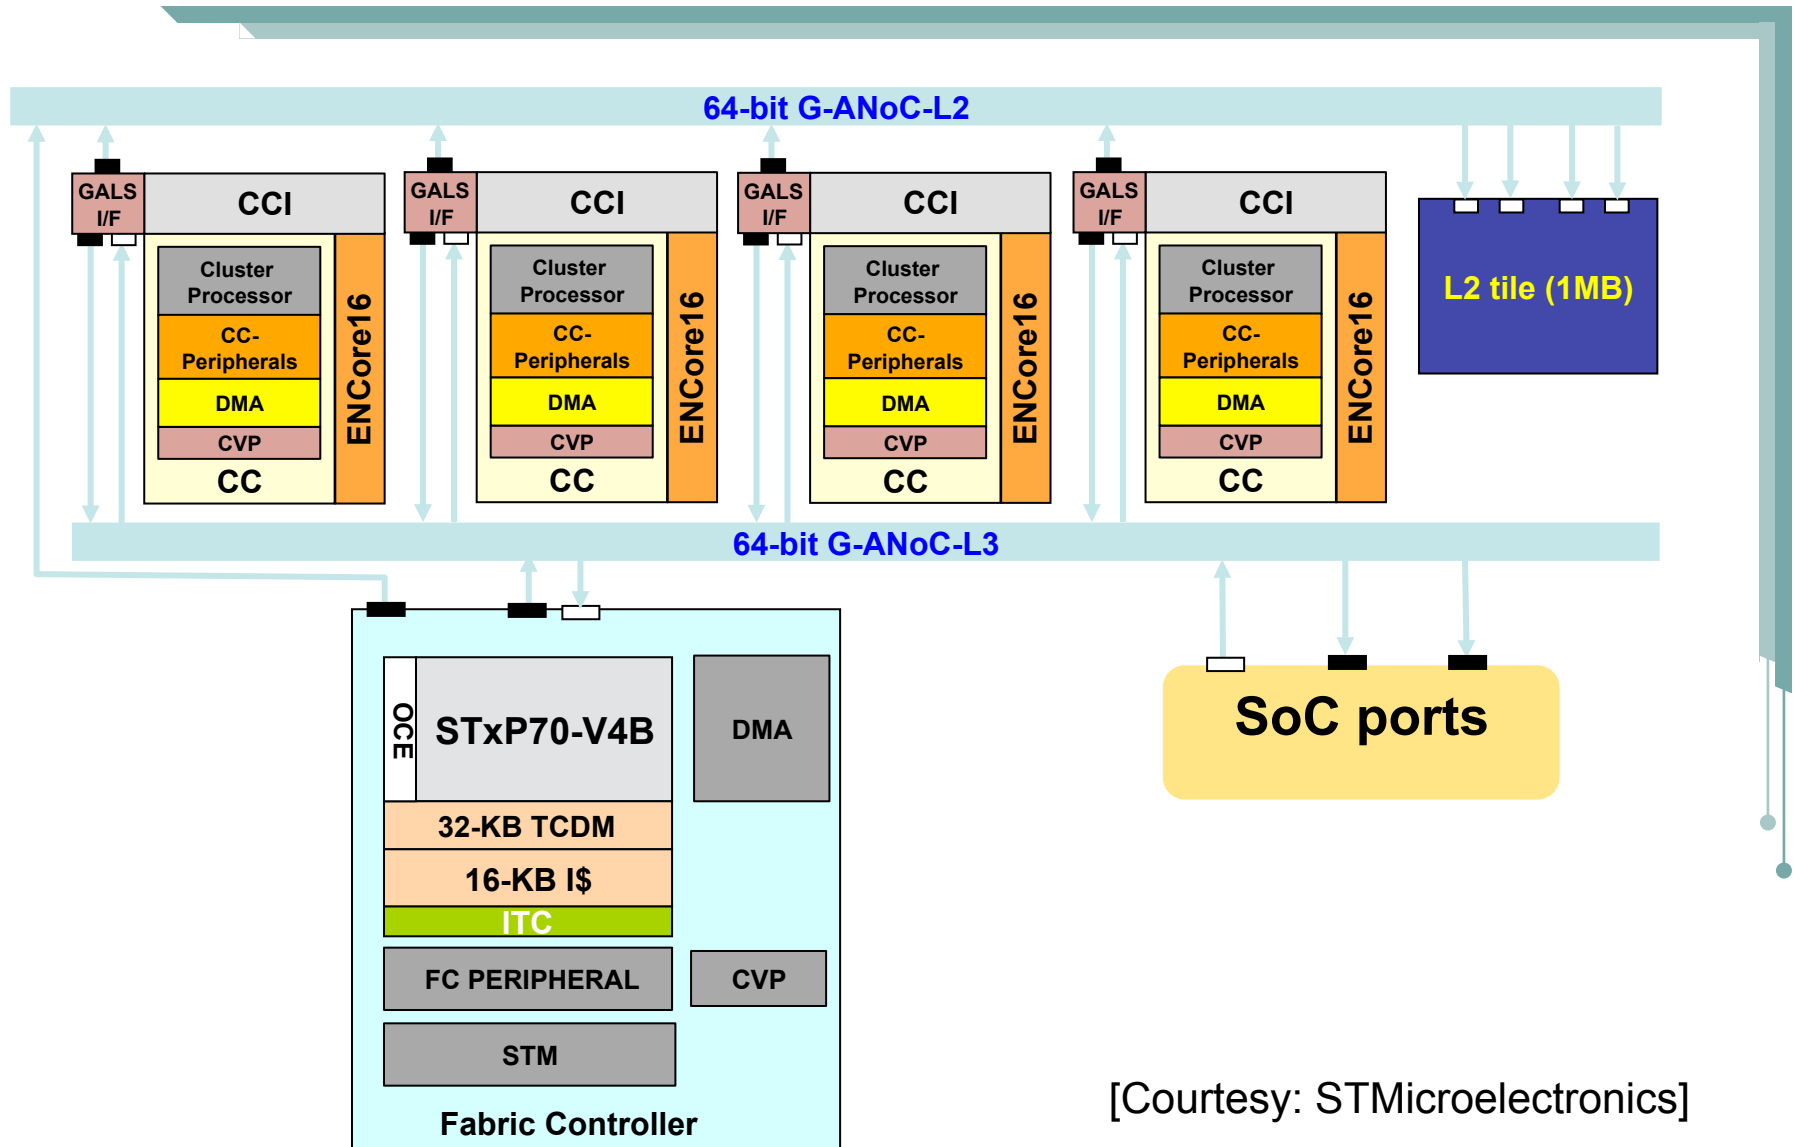 64-bit G-ANoC-L2
GALS
I/F
CCI
Cluster
Processor
CC-
Peripherals
DMA
CVP
CC
ENCore16
GALS
I/F
CCI
Cluster
Processor
CC-
Peripherals
DMA
CVP
CC
ENCore16
GALS
I/F
CCI
Cluster
Processor
CC-
Peripherals
DMA
CVP
CC
ENCore16
GALS
I/F
CCI
Cluster
Processor
CC-
Peripherals
DMA
CVP
CC
ENCore16
L2 tile (1MB)
64-bit G-ANoC-L3
OCE
STxP70-V4B
DMA
32-KB TCDM
16-KB I$
ITC
FC PERIPHERAL
CVP
STM
Fabric Controller
SoC ports
[Courtesy: STMicroelectronics]